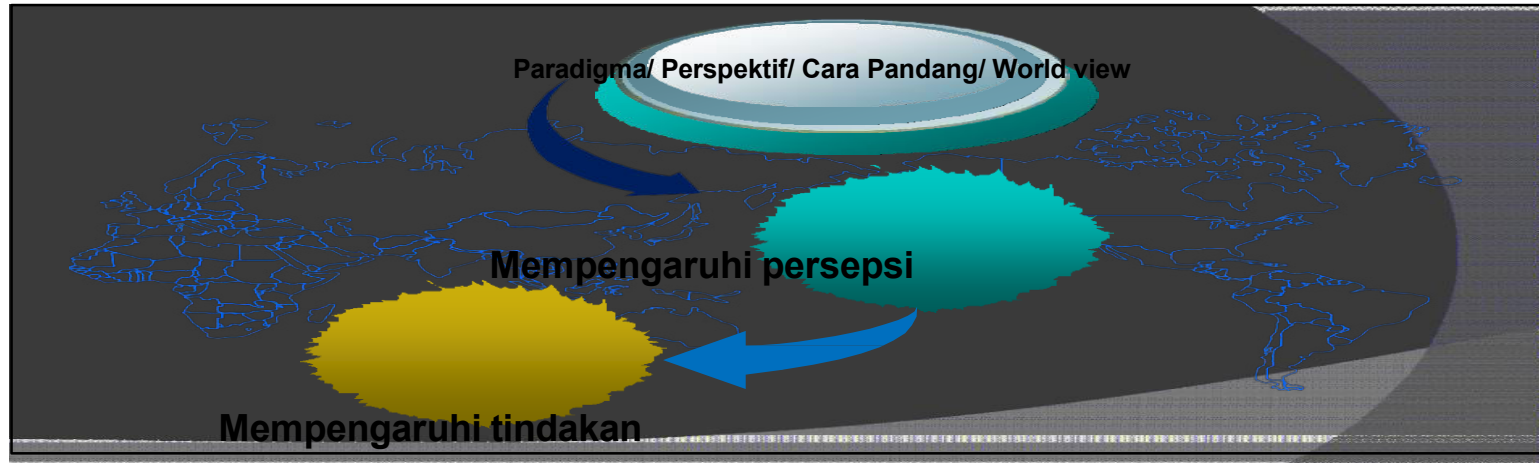 Paradigma/ Perspektif/ Cara Pandang/ World view
Mempengaruhi persepsi
Mempengaruhi tindakan